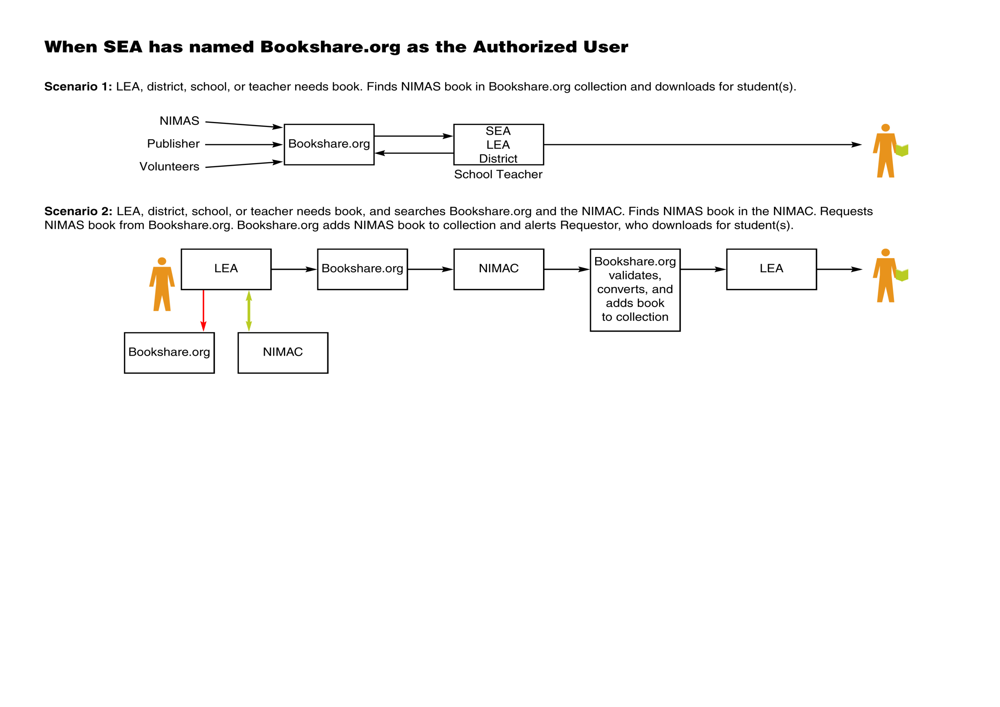 When SEA has named Bookshare.org as the Authorized User
Scenario 1: LEA, district, school, or teacher needs book. Finds NIMAS book in Bookshare.org collection and downloads for student(s).
NIMAS
Publisher
Volunteers
Bookshare.org
SEA
LEA
District
School Teacher
Scenario 2: LEA, district, school, or teacher needs book, and searches Bookshare.org and the NIMAC. Finds NIMAS book in the NIMAC. Requests
NIMAS book from Bookshare.org. Bookshare.org adds NIMAS book to collection and alerts Requestor, who downloads for student(s).
LEA
Bookshare.org
NIMAC
Bookshare.org
validates,
converts, and
adds book
to collection
LEA
Bookshare.org
NIMAC